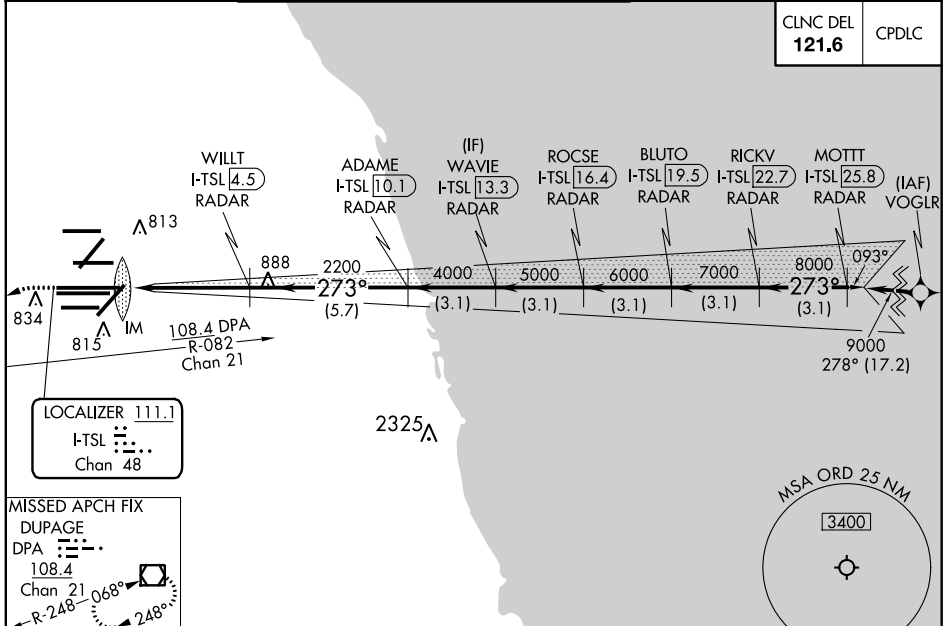 CLNC DEL
121.6
CPDLC
WILLT
I-TSL 4.5
RADAR
ADAME
I-TSL 10.1
RADAR
(IF)
WAVIE
I-TSL 13.3
RADAR
ROCSE
I-TSL 16.4
RADAR
BLUTO
I-TSL 19.5
RADAR
RICKV
I-TSL 22.7
RADAR
MOTTT
I-TSL 25.8
RADAR
(IAF)
VOGLR
813
888
2200
4000
5000
6000
7000
8000
093°
273°
273°
(5.7)
(3.1)
(3.1)
(3.1)
(3.1)
(3.1)
834
815
IM
9000
278° (17.2)
108.4 DPA
R-082
Chan 21
LOCALIZER 111.1
I-TSL
Chan 48
2325
MISSED APCH FIX
DUPAGE
DPA
108.4
Chan 21
R-248
068°
248°
MSA ORD 25 NM
3400